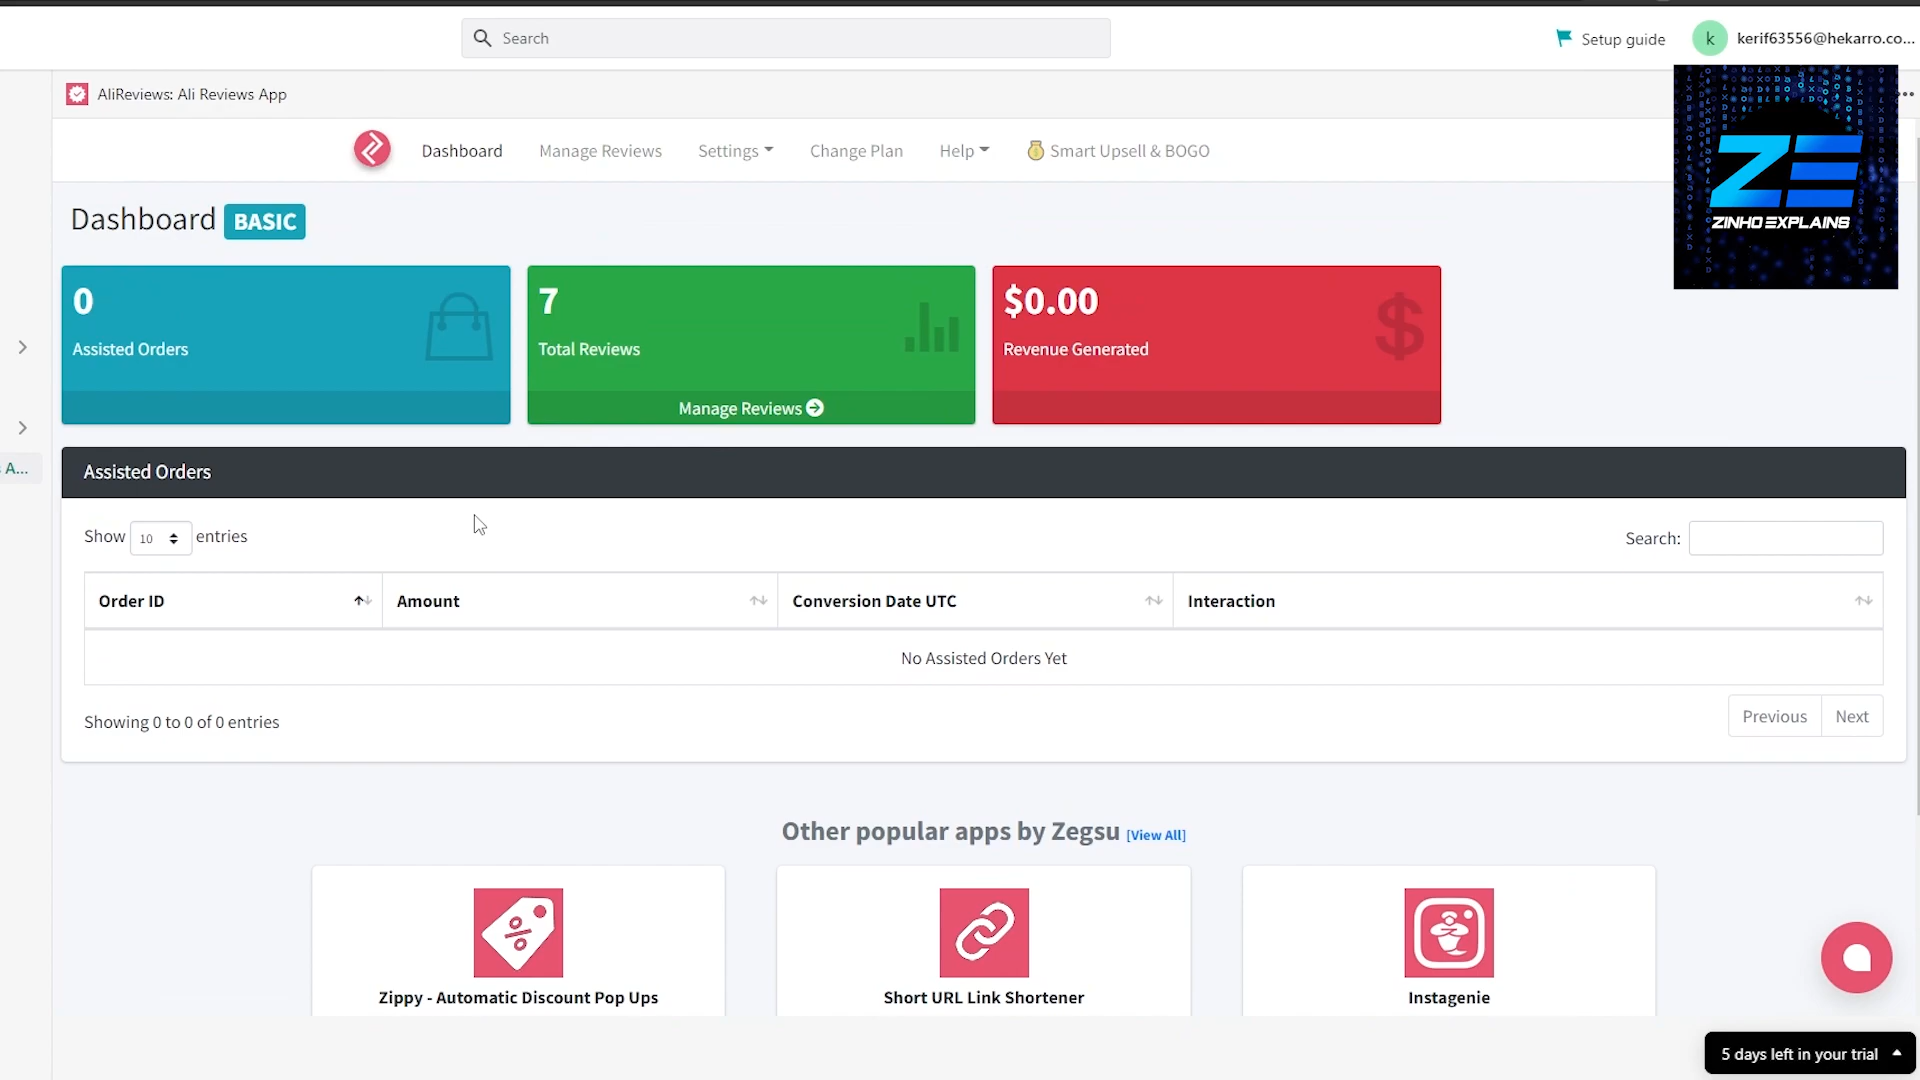 Search
Setup guide
k
kerif63556@hekarro.co...
AliReviews: Ali Reviews App
Dashboard
Manage Reviews
Settings
Change Plan
Help
Smart Upsell & BOGO
ZE
ZINHO EXPLAINS
Dashboard BASIC
0
Assisted Orders
7
Total Reviews
Manage Reviews
$0.00
Revenue Generated
A...
Assisted Orders
Show 10 entries
Search:
Order ID
Amount
Conversion Date UTC
Interaction
No Assisted Orders Yet
Showing 0 to 0 of 0 entries
Previous
Next
Other popular apps by Zegsu [View All]
Zippy - Automatic Discount Pop Ups
Short URL Link Shortener
Instagenie
5 days left in your trial